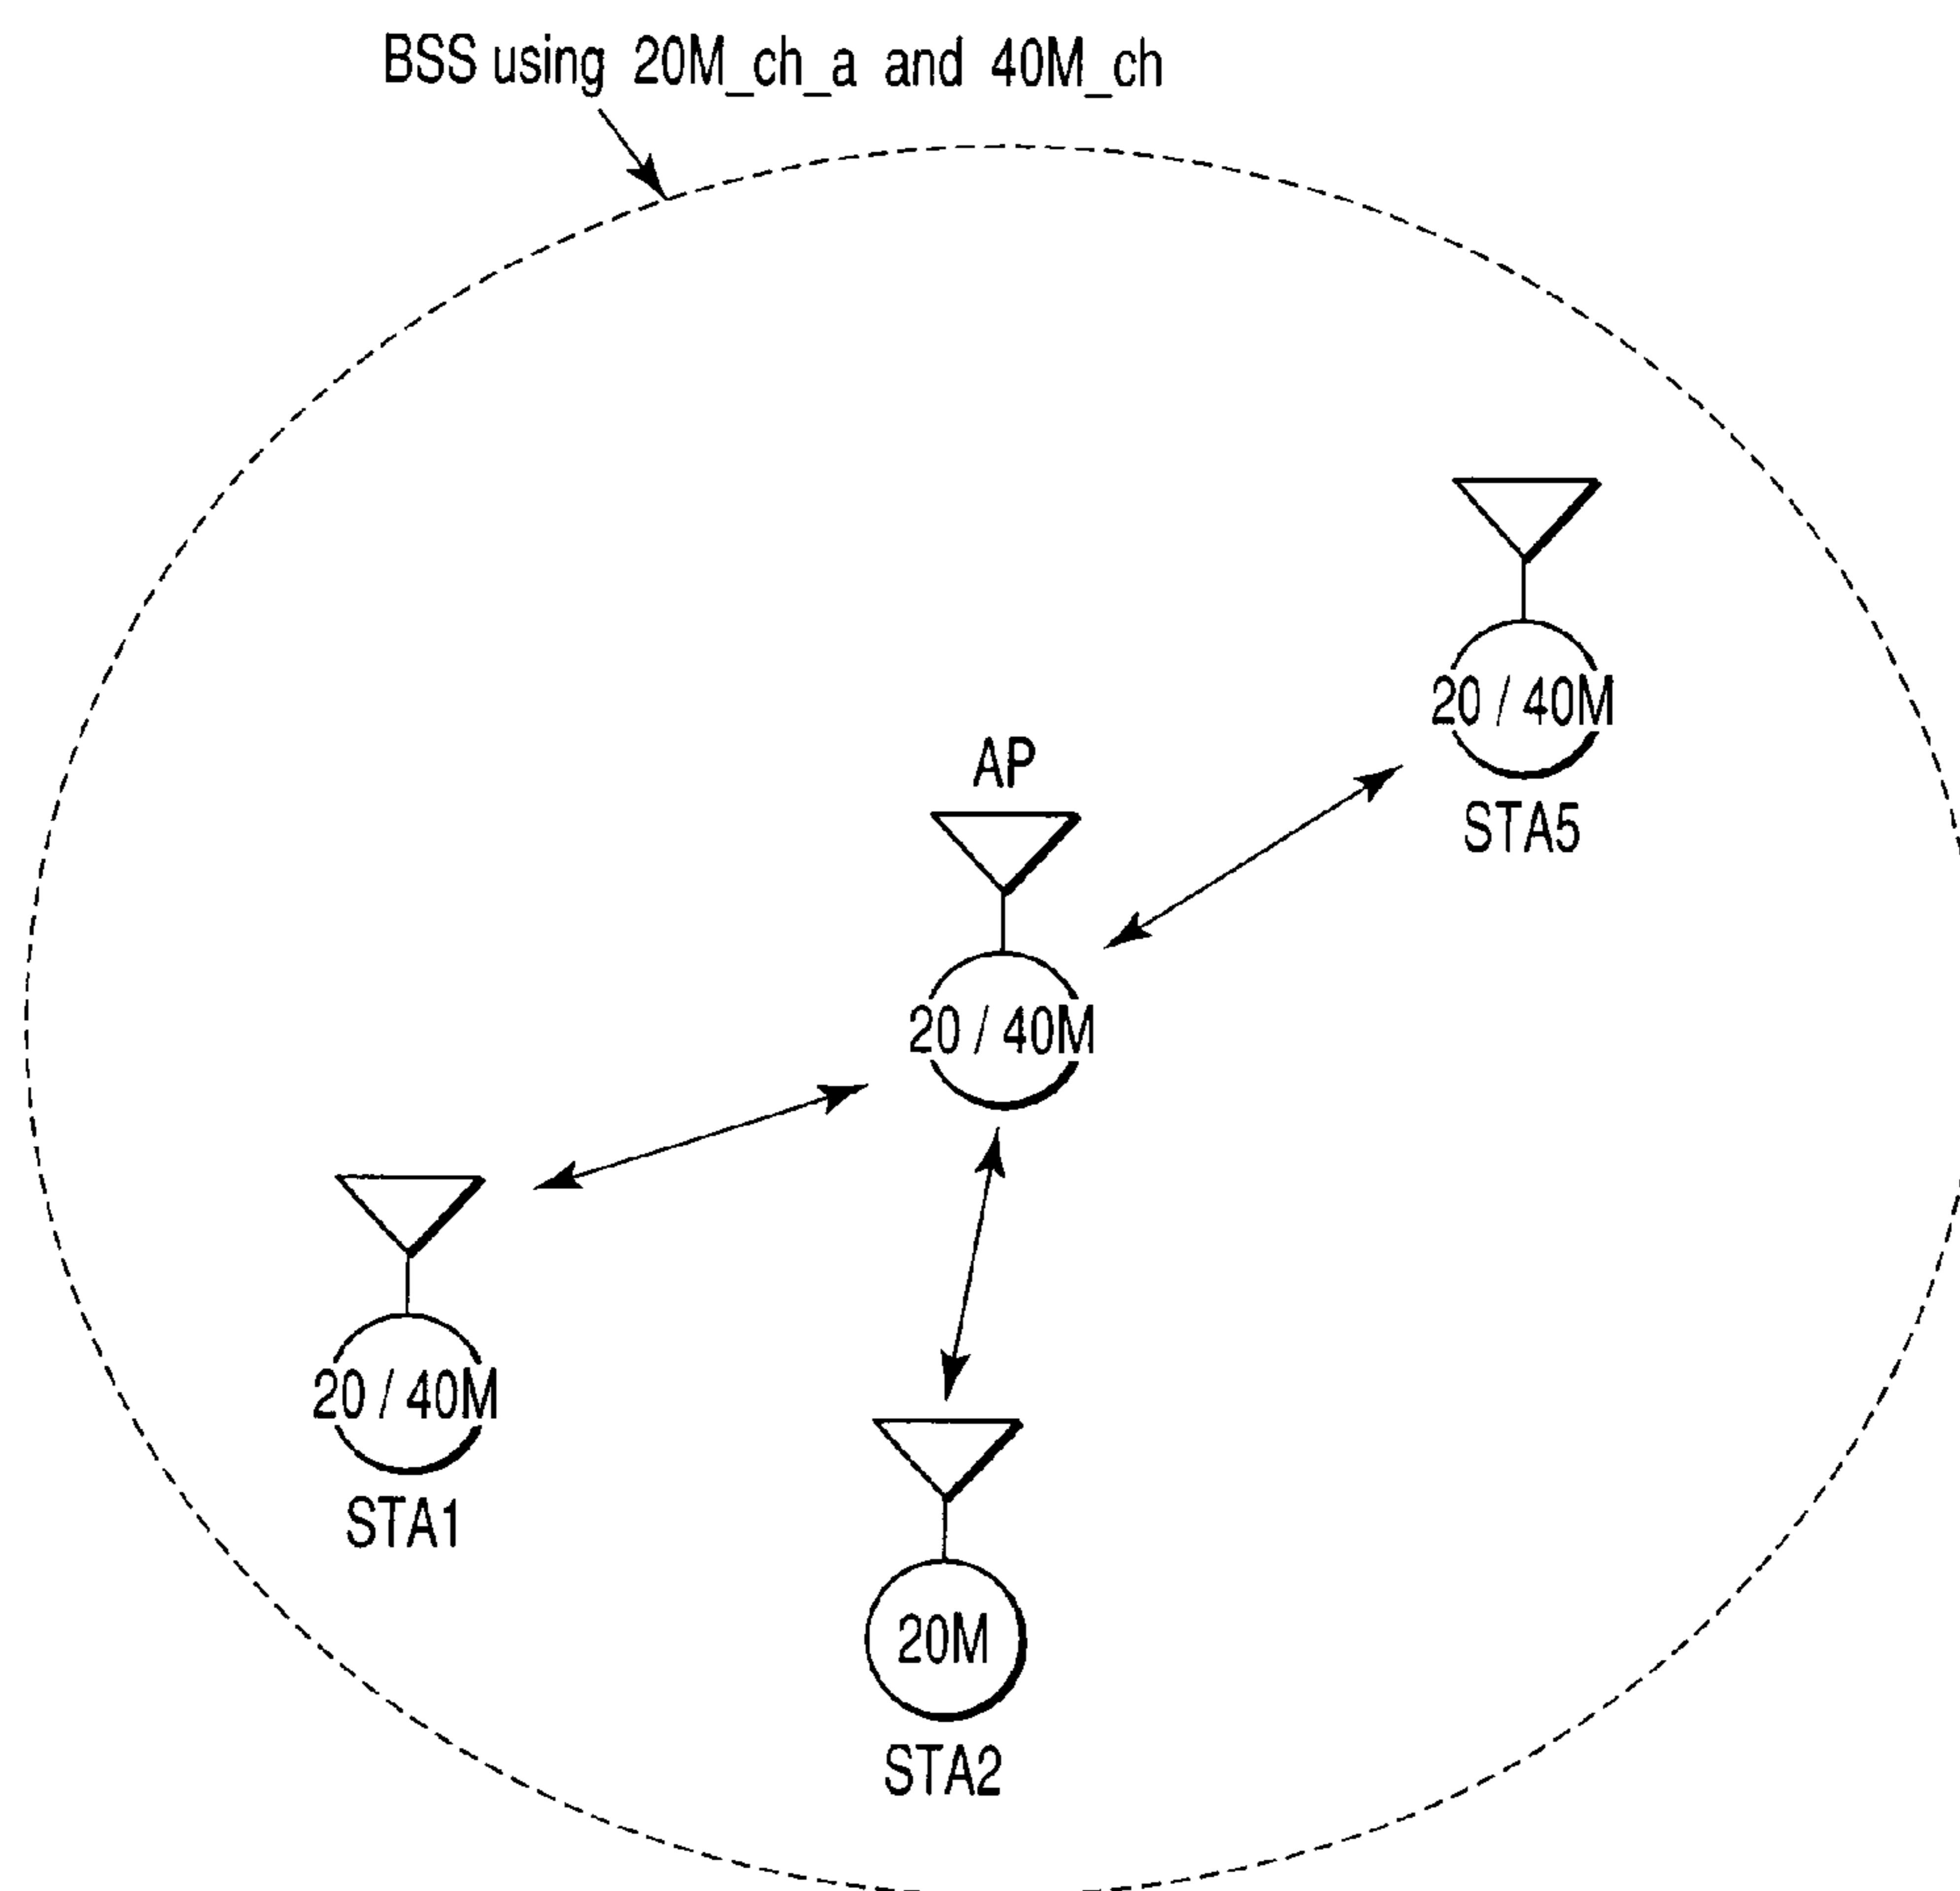 BSS using 20M_ch_a and 40M_ch
20 / 40M
STA5
AP
20 / 40M
20 / 40M
STA1
20M
STA2